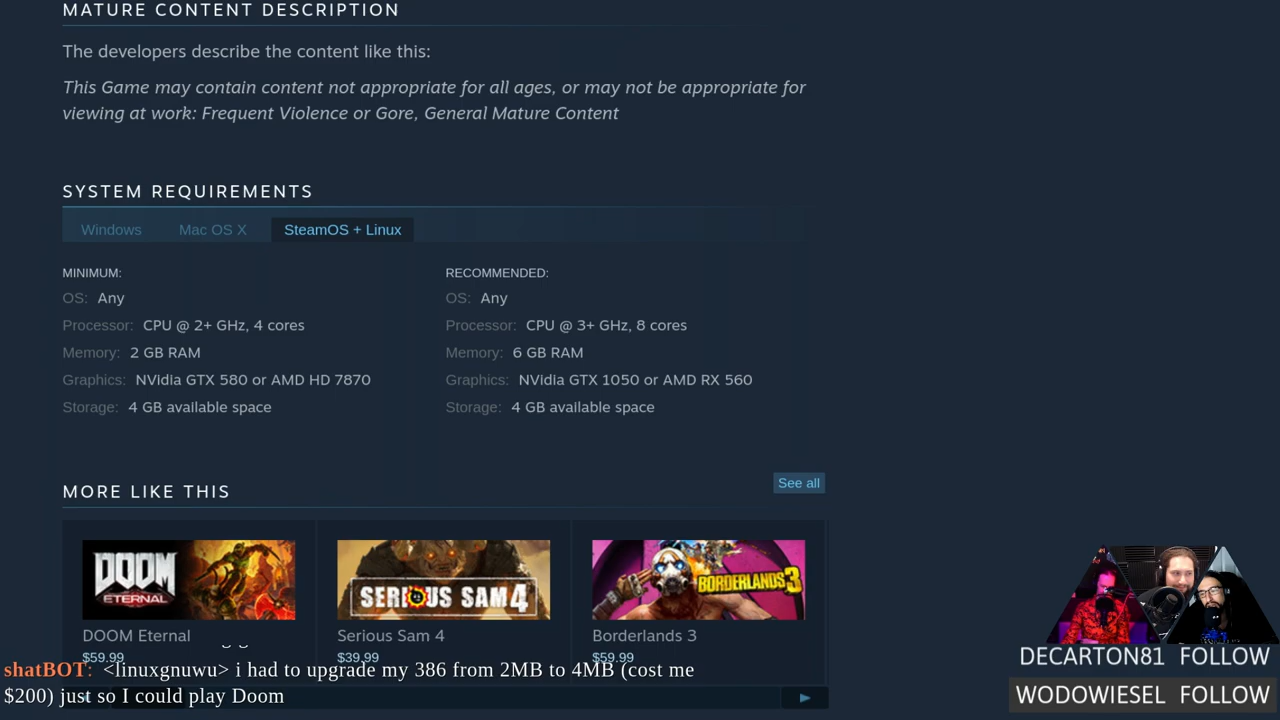 MATURE CONTENT DESCRIPTION
The developers describe the content like this:
This Game may contain content not appropriate for all ages, or may not be appropriate for
viewing at work: Frequent Violence or Gore, General Mature Content
SYSTEM REQUIREMENTS
Windows Mac OS X SteamOS + Linux
MINIMUM:
OS: Any
Processor: CPU @ 2+ GHz, 4 cores
Memory: 2 GB RAM
Graphics: NVidia GTX 580 or AMD HD 7870
Storage: 4 GB available space
RECOMMENDED:
OS: Any
Processor: CPU @ 3+ GHz, 8 cores
Memory: 6 GB RAM
Graphics: NVidia GTX 1050 or AMD RX 560
Storage: 4 GB available space
MORE LIKE THIS
See all
DOOM
ETERNAL
SERIOUS SAM 4
BORDERLANDS 3
DOOM Eternal
Serious Sam 4
Borderlands 3
$59.99
$39.99
$59.99
shatBOT: <linuxgnuwu> i had to upgrade my 386 from 2MB to 4MB (cost me
$200) just so I could play Doom
DECARTON81 FOLLOW
WODOWIESEL FOLLOW